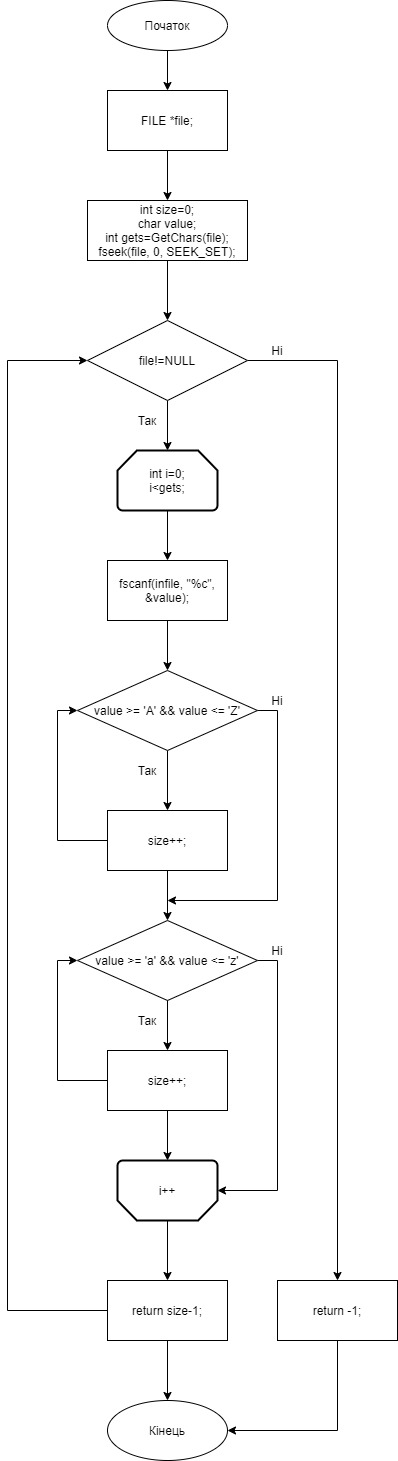 Початок
FILE *file;
int size=0;
char value;
int gets=GetChars(file);
fseek(file, 0, SEEK_SET);
file!=NULL
Ні
Так
int i=0;
i<gets;
fscanf(infile, "%c",
&value);
value >= 'A' && value <= 'Z'
Ні
Так
size++;
value >= 'a' && value <= 'z'
Ні
Так
size++;
i++
return size-1;
return -1;
Кінець